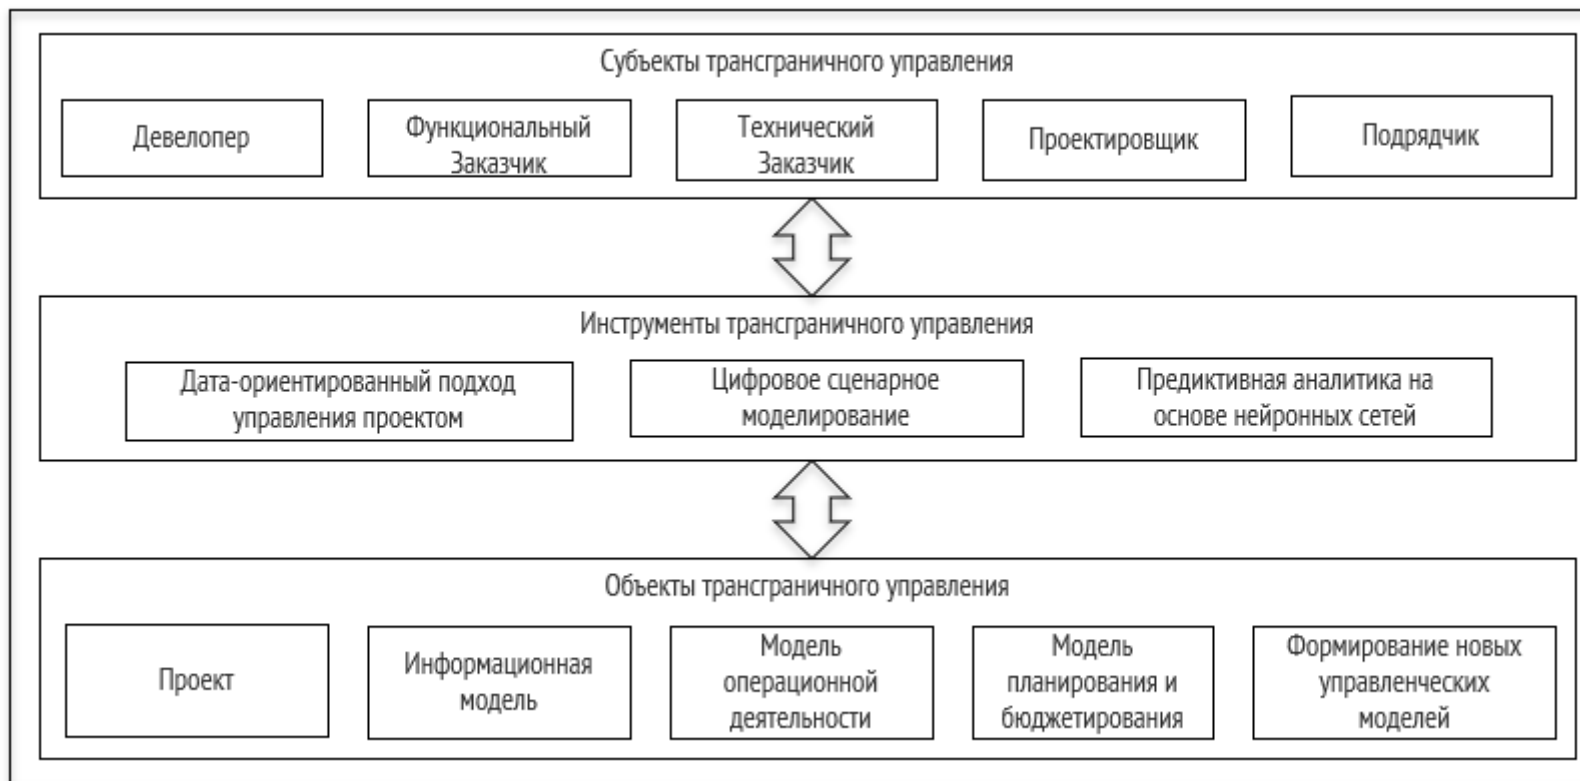 Субъекты трансграничного управления
Девелопер
Функциональный
Заказчик
Технический
Заказчик
Проектировщик
Подрядчик
Инструменты трансграничного управления
Дата-ориентированный подход
управления проектом
Цифровое сценарное
моделирование
Предиктивная аналитика на
основе нейронных сетей
Объекты трансграничного управления
Проект
Информационная
модель
Модель
операционной
деятельности
Модель
планирования и
бюджетирования
Формирование новых
управленческих
моделей